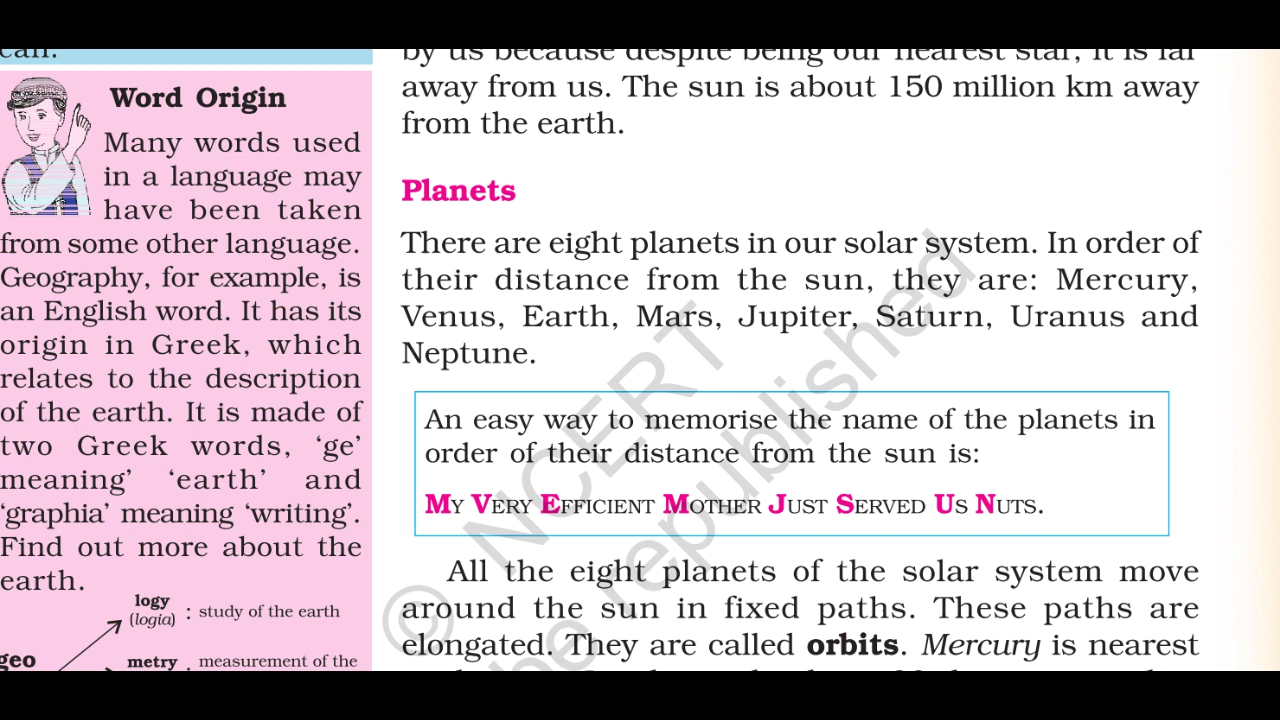 can.
Word Origin
Many words used
in a language may
have been taken
from some other language.
Geography, for example, is
an English word. It has its
origin in Greek, which
relates to the description
of the earth. It is made of
two Greek words, ‘ge’
meaning’ ‘earth’ and
‘graphia’ meaning ‘writing’.
Find out more about the
earth.
logy
(logia) : study of the earth
geo
metry : measurement of the
by us because despite being our nearest star, it is far
away from us. The sun is about 150 million km away
from the earth.
Planets
There are eight planets in our solar system. In order of
their distance from the sun, they are: Mercury,
Venus, Earth, Mars, Jupiter, Saturn, Uranus and
Neptune.
An easy way to memorise the name of the planets in
order of their distance from the sun is:
MY VERY EFFICIENT MOTHER JUST SERVED US NUTS.
All the eight planets of the solar system move
around the sun in fixed paths. These paths are
elongated. They are called orbits. Mercury is nearest
© NCERT
be republished